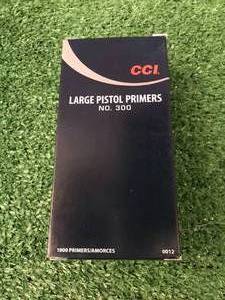 CCI.
LARGE PISTOL PRIMERS
NO. 300
1000 PRIMERS/AMORCES 0012